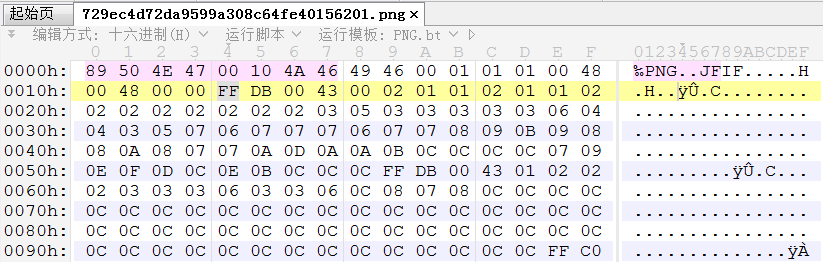 起始页 729ec4d72da9599a308c64fe40156201.png ×
编辑方式: 十六进制(H) 运行脚本 运行模板: PNG.bt
0 1 2 3 4 5 6 7 8 9 A B C D E F 0123456789ABCDEF
0000h: 89 50 4E 47 00 10 4A 46 49 46 00 01 01 01 00 48 ‰PNG..JFIF.....H
0010h: 00 48 00 00 FF DB 00 43 00 02 01 01 02 01 01 02 .H..ÿÛ.C........
0020h: 02 02 02 02 02 02 02 02 03 05 03 03 03 03 06 04 ................
0030h: 04 03 05 07 06 07 07 07 06 07 07 08 09 0B 09 08 ................
0040h: 08 0A 08 07 07 0A 0D 0A 0A 0B 0C 0C 0C 0C 07 09 ................
0050h: 0E 0F 0D 0C 0E 0B 0C 0C 0C FF DB 00 43 01 02 02 .........ÿÛ.C...
0060h: 02 03 03 03 06 03 03 06 0C 08 07 08 0C 0C 0C 0C ................
0070h: 0C 0C 0C 0C 0C 0C 0C 0C 0C 0C 0C 0C 0C 0C 0C 0C ................
0080h: 0C 0C 0C 0C 0C 0C 0C 0C 0C 0C 0C 0C 0C 0C 0C 0C ................
0090h: 0C 0C 0C 0C 0C 0C 0C 0C 0C 0C 0C 0C 0C 0C FF C0 ..............ÿÀ